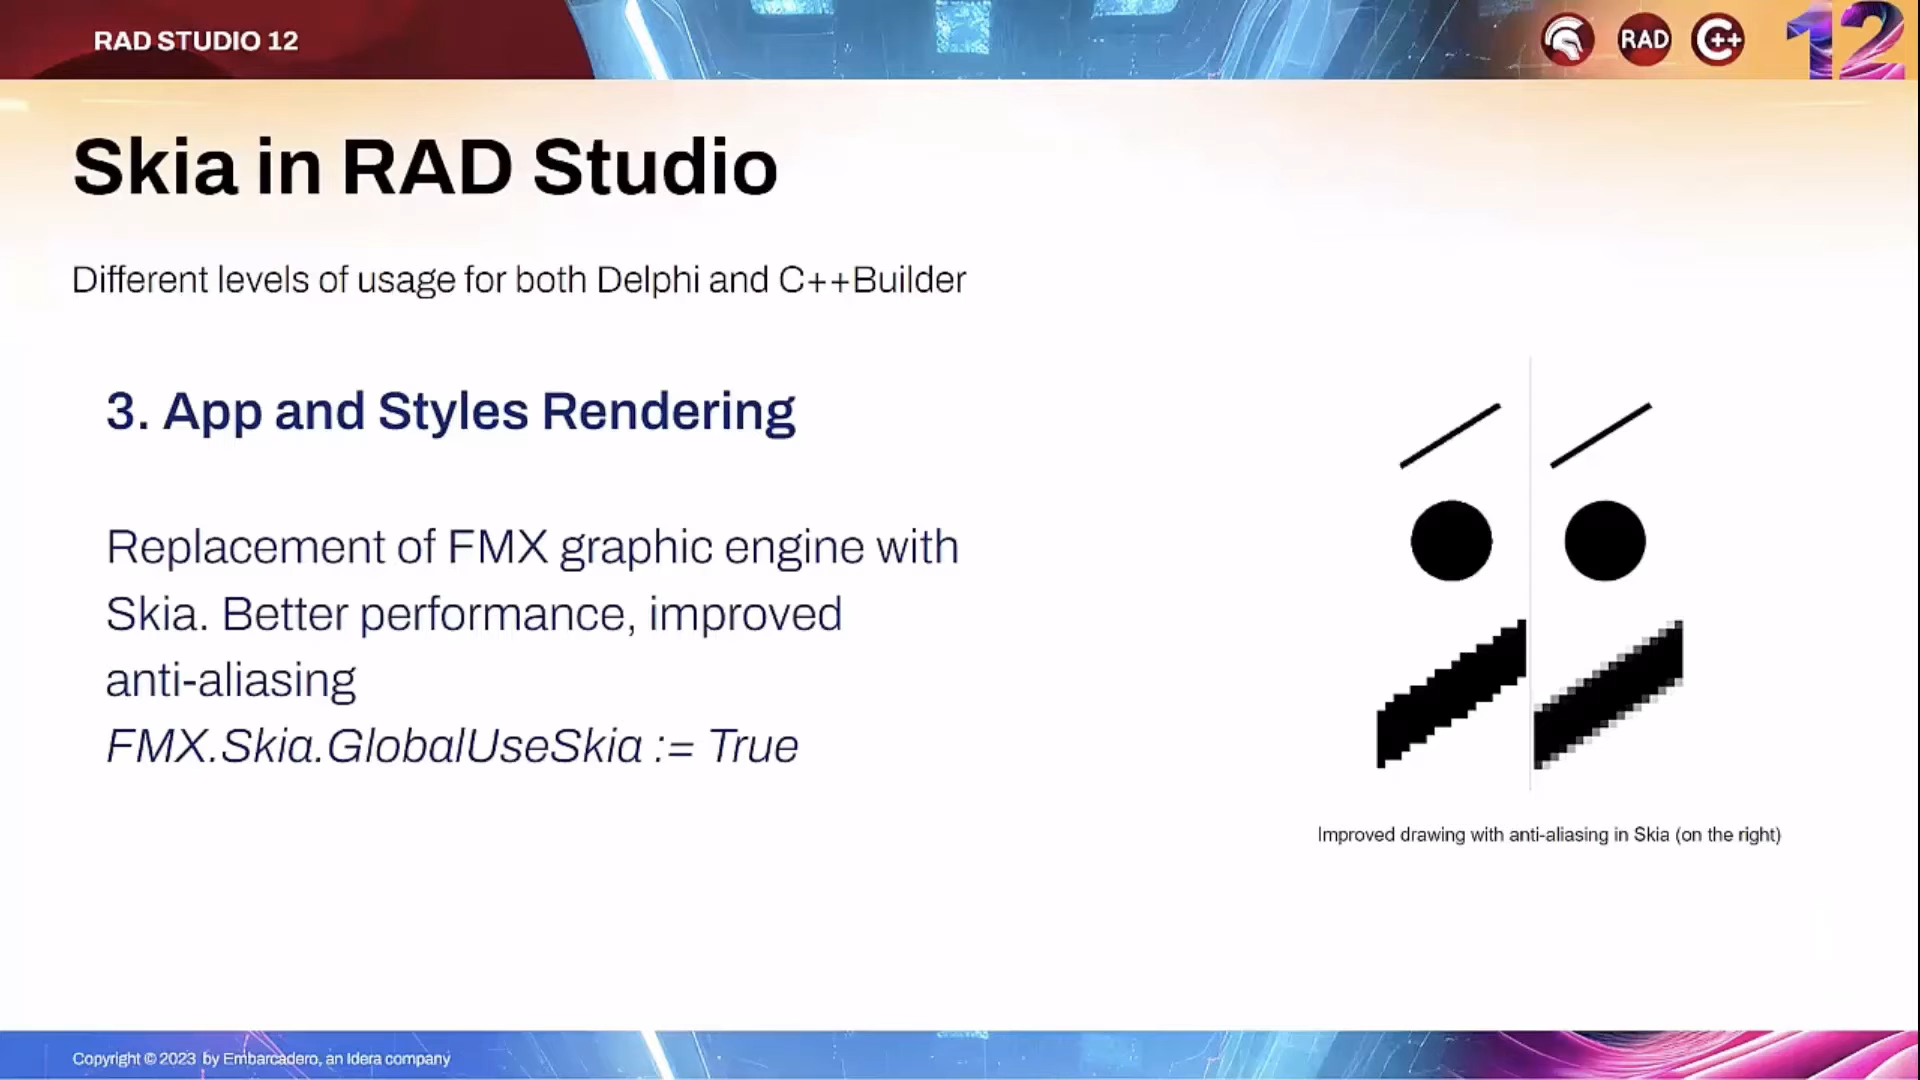 RAD STUDIO 12
RAD
C++
12
Skia in RAD Studio
Different levels of usage for both Delphi and C++Builder
3. App and Styles Rendering
Replacement of FMX graphic engine with
Skia. Better performance, improved
anti-aliasing
FMX.Skia.GlobalUseSkia := True
Improved drawing with anti-aliasing in Skia (on the right)
Copyright © 2023 by Embarcadero, an Idera company